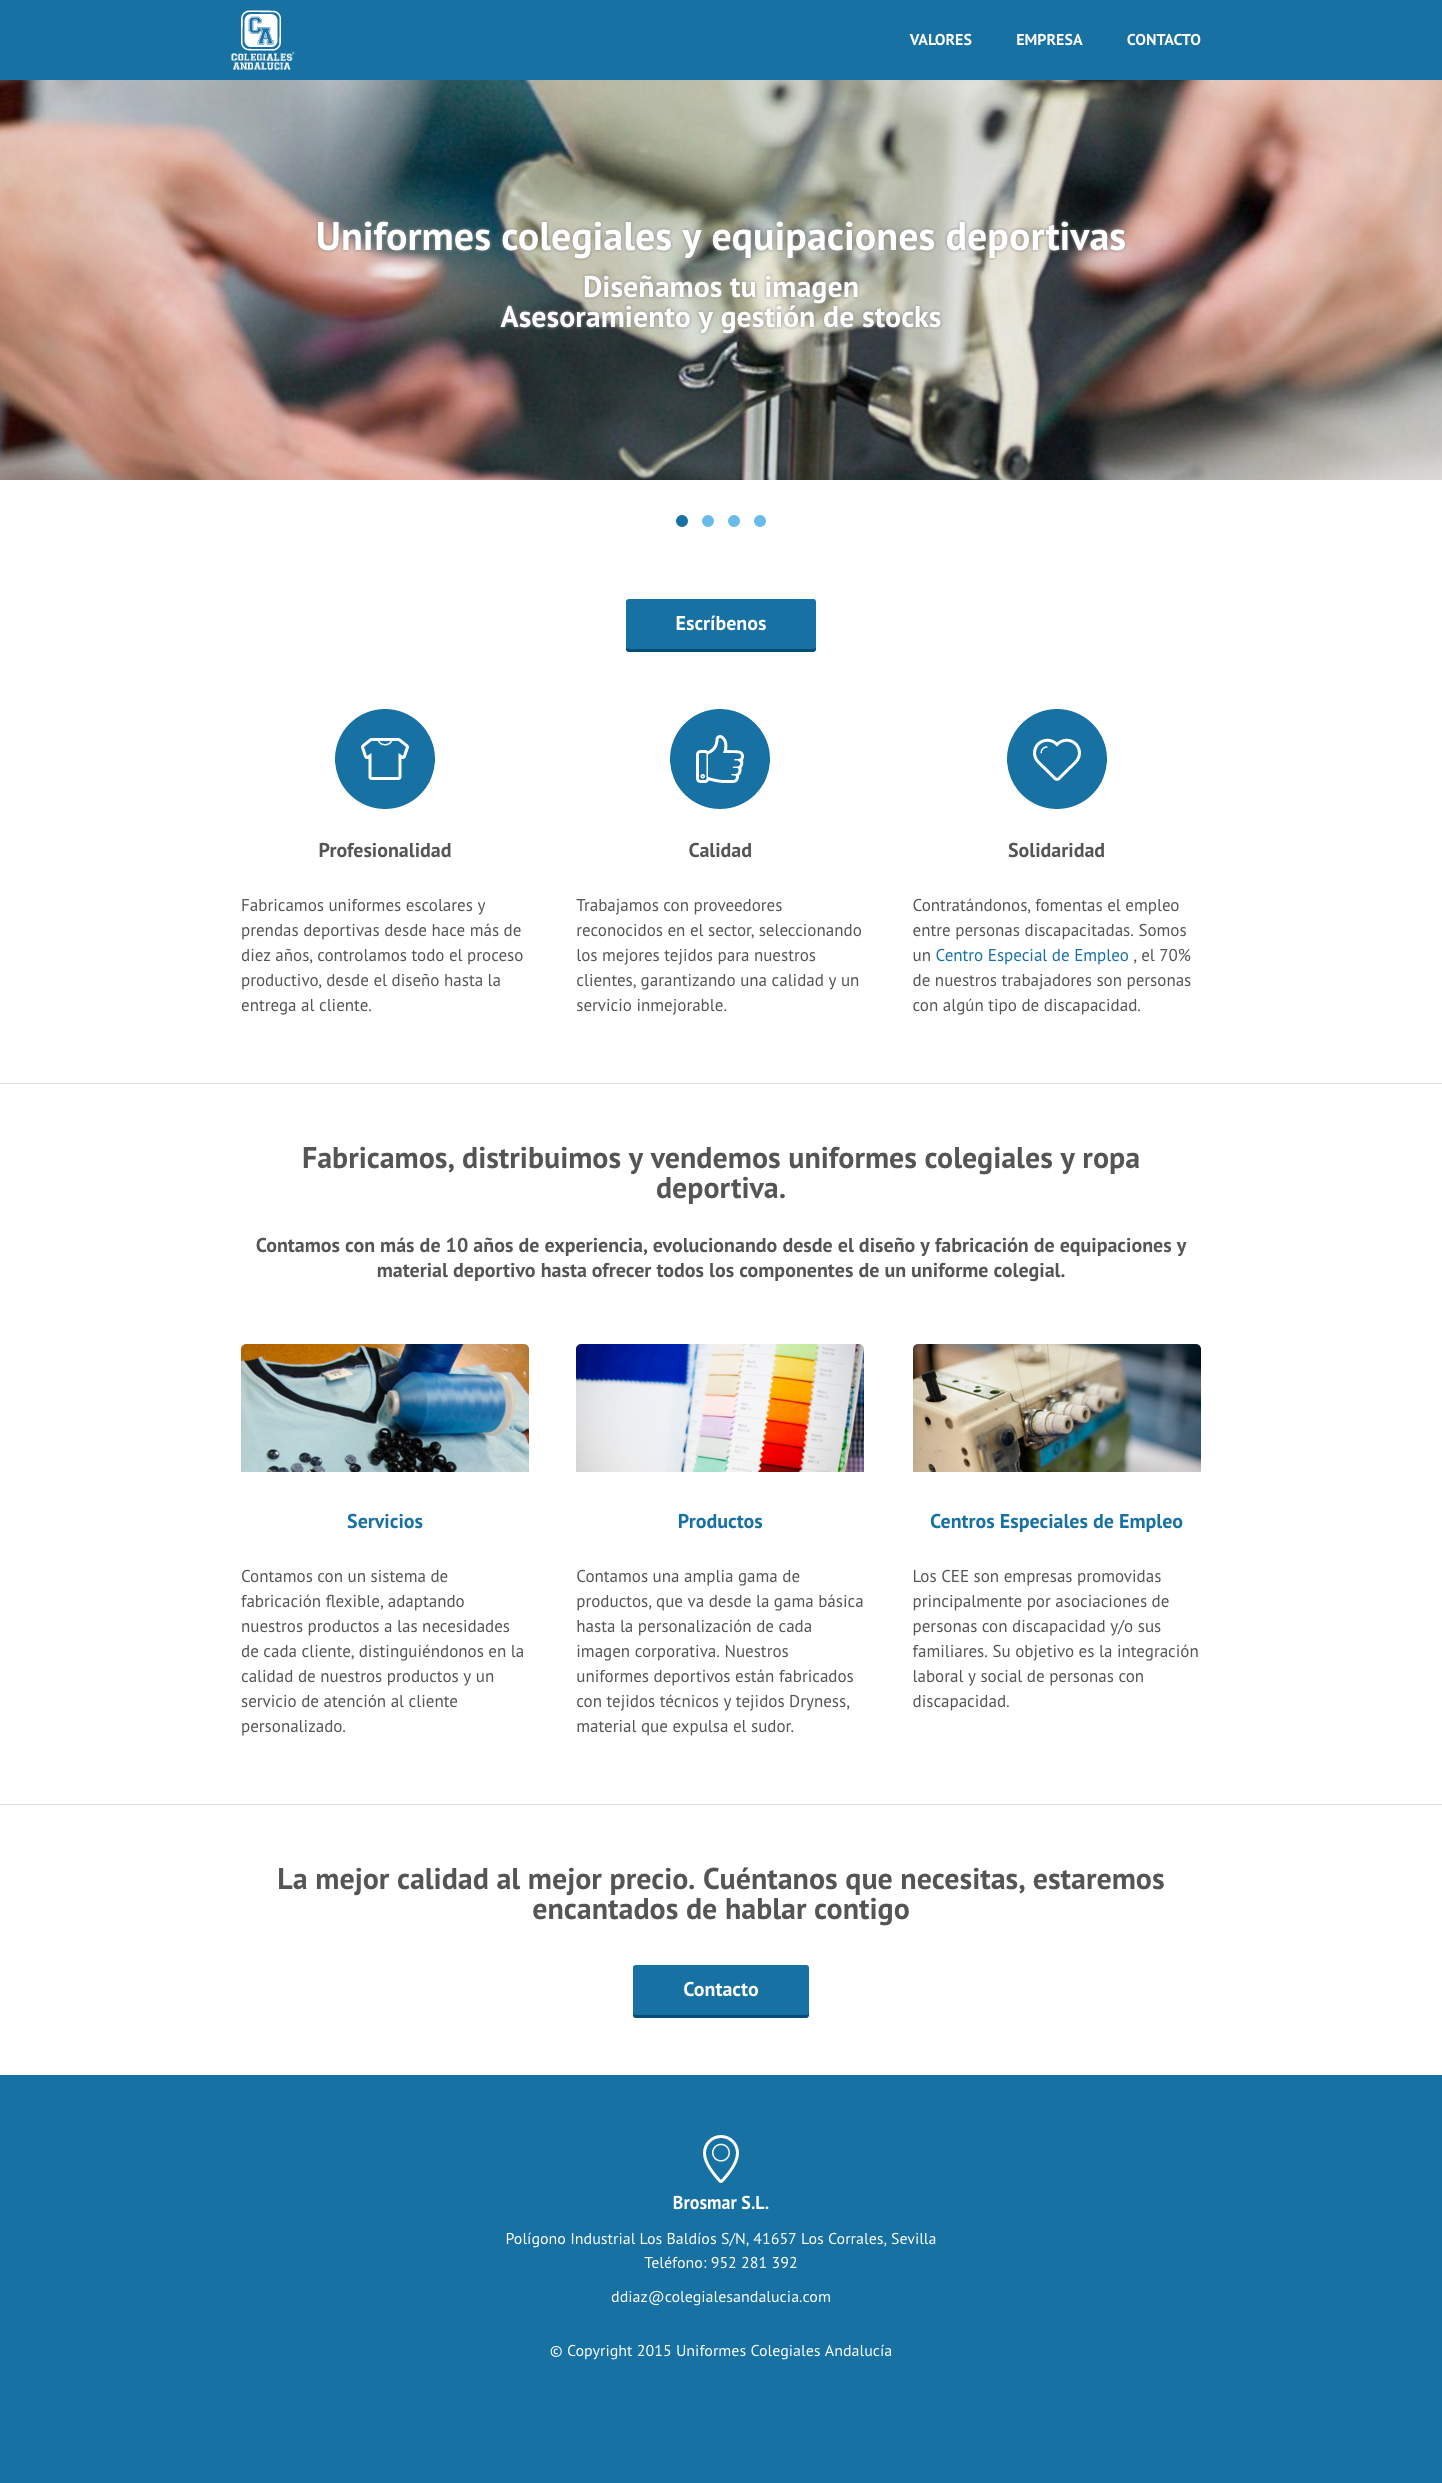 CA
COLEGIALES
ANDALUCIA
VALORES
EMPRESA
CONTACTO
Uniformes colegiales y equipaciones deportivas
Diseñamos tu imagen
Asesoramiento y gestión de stocks
Escríbenos
Profesionalidad
Fabricamos uniformes escolares y
prendas deportivas desde hace más de
diez años, controlamos todo el proceso
productivo, desde el diseño hasta la
entrega al cliente.
Calidad
Trabajamos con proveedores
reconocidos en el sector, seleccionando
los mejores tejidos para nuestros
clientes, garantizando una calidad y un
servicio inmejorable.
Solidaridad
Contratándonos, fomentas el empleo
entre personas discapacitadas. Somos
un Centro Especial de Empleo , el 70%
de nuestros trabajadores son personas
con algún tipo de discapacidad.
Fabricamos, distribuimos y vendemos uniformes colegiales y ropa
deportiva.
Contamos con más de 10 años de experiencia, evolucionando desde el diseño y fabricación de equipaciones y
material deportivo hasta ofrecer todos los componentes de un uniforme colegial.
Servicios
Contamos con un sistema de
fabricación flexible, adaptando
nuestros productos a las necesidades
de cada cliente, distinguiéndonos en la
calidad de nuestros productos y un
servicio de atención al cliente
personalizado.
Productos
Contamos una amplia gama de
productos, que va desde la gama básica
hasta la personalización de cada
imagen corporativa. Nuestros
uniformes deportivos están fabricados
con tejidos técnicos y tejidos Dryness,
material que expulsa el sudor.
Centros Especiales de Empleo
Los CEE son empresas promovidas
principalmente por asociaciones de
personas con discapacidad y/o sus
familiares. Su objetivo es la integración
laboral y social de personas con
discapacidad.
La mejor calidad al mejor precio. Cuéntanos que necesitas, estaremos
encantados de hablar contigo
Contacto
Brosmar S.L.
Polígono Industrial Los Baldíos S/N, 41657 Los Corrales, Sevilla
Teléfono: 952 281 392
ddiaz@colegialesandalucia.com
© Copyright 2015 Uniformes Colegiales Andalucía